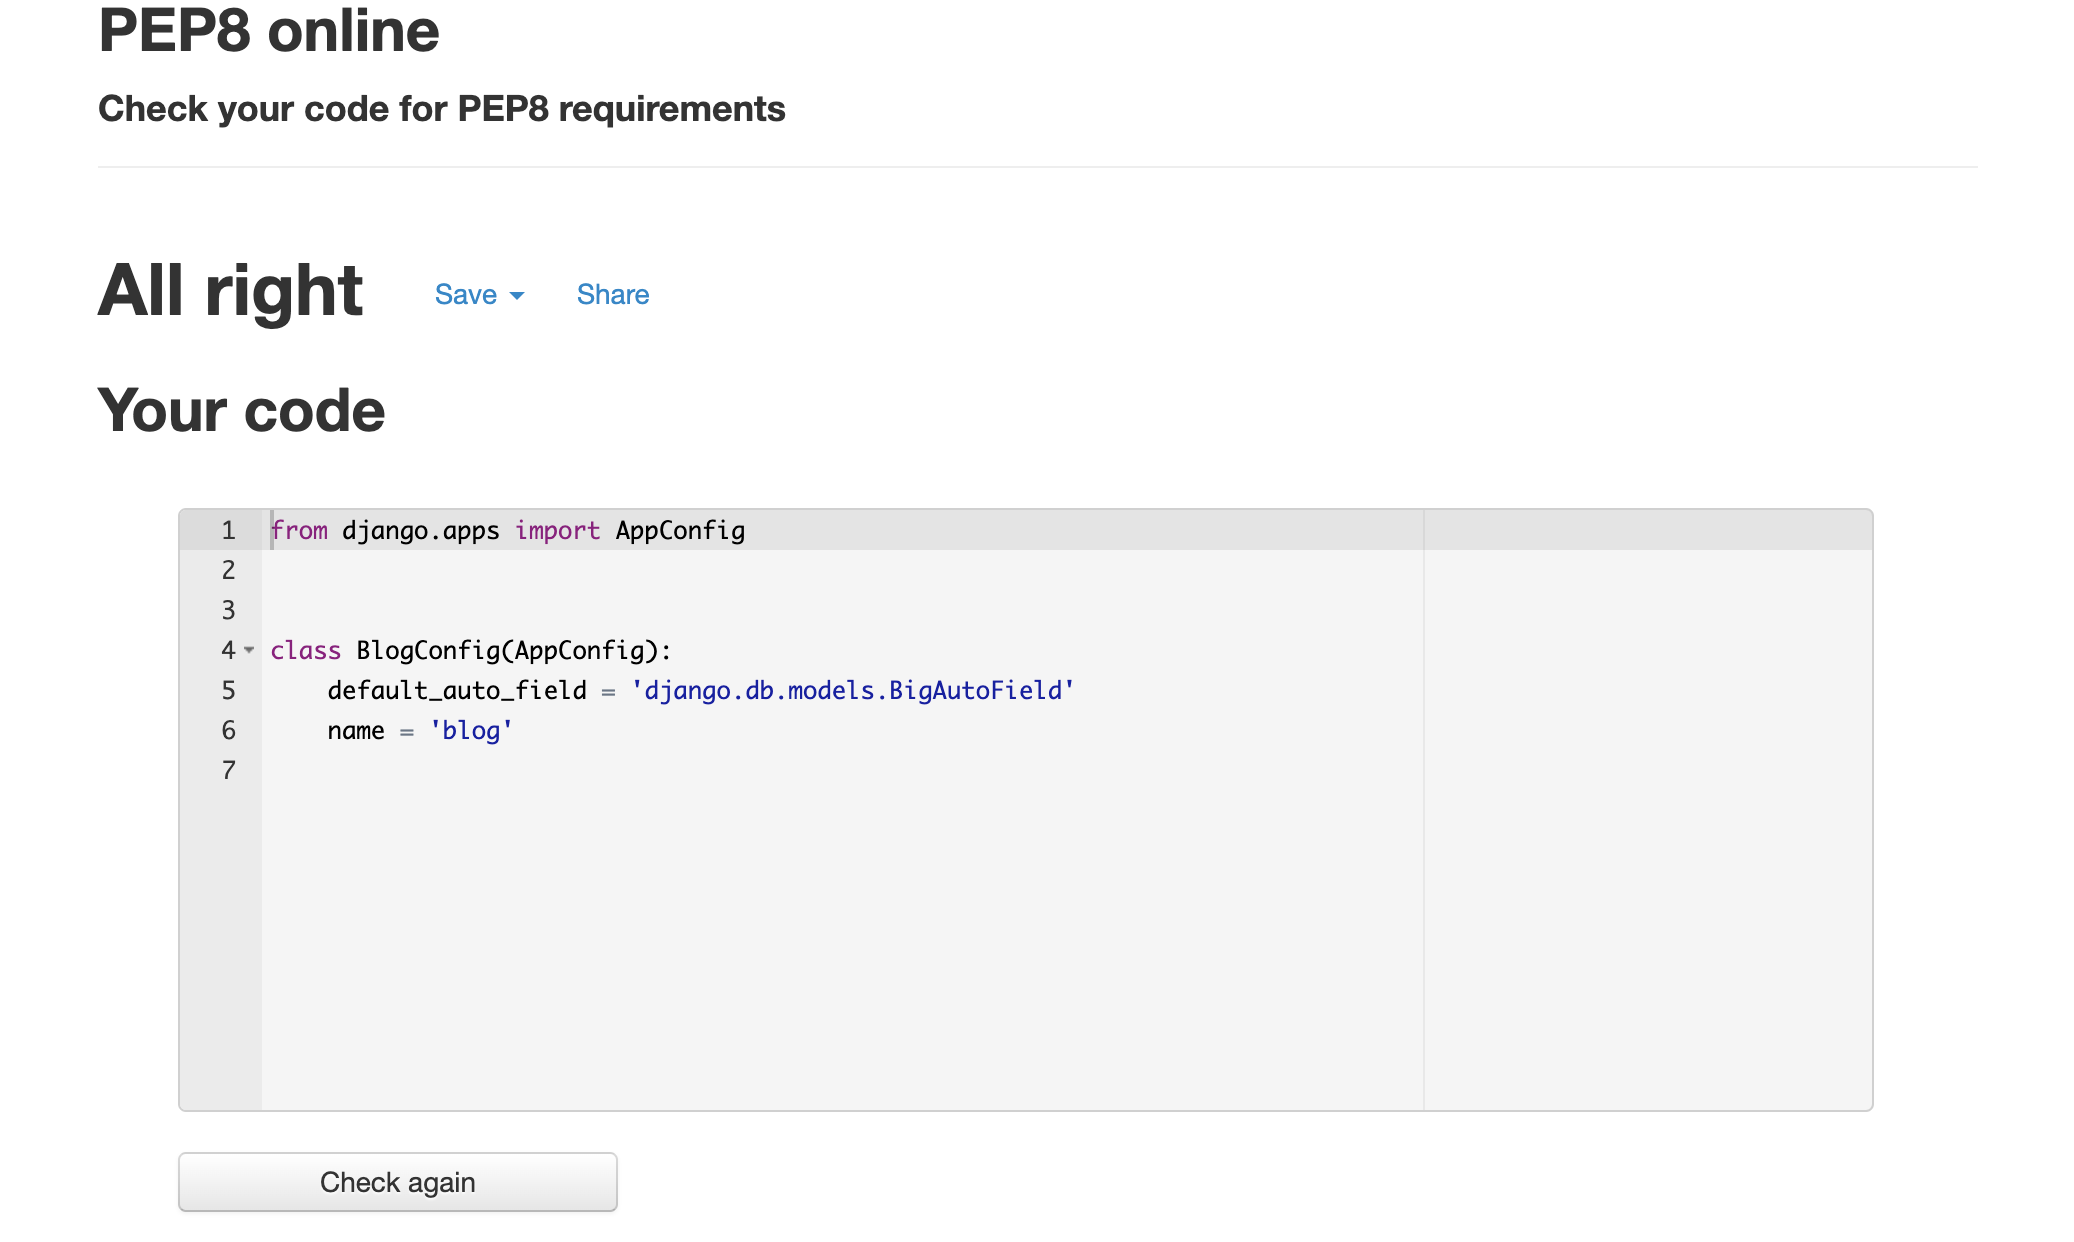 PEP8 online
Check your code for PEP8 requirements
All right Save Share
Your code
1 from django.apps import AppConfig
2
3
4 class BlogConfig(AppConfig):
5     default_auto_field = 'django.db.models.BigAutoField'
6     name = 'blog'
7
Check again